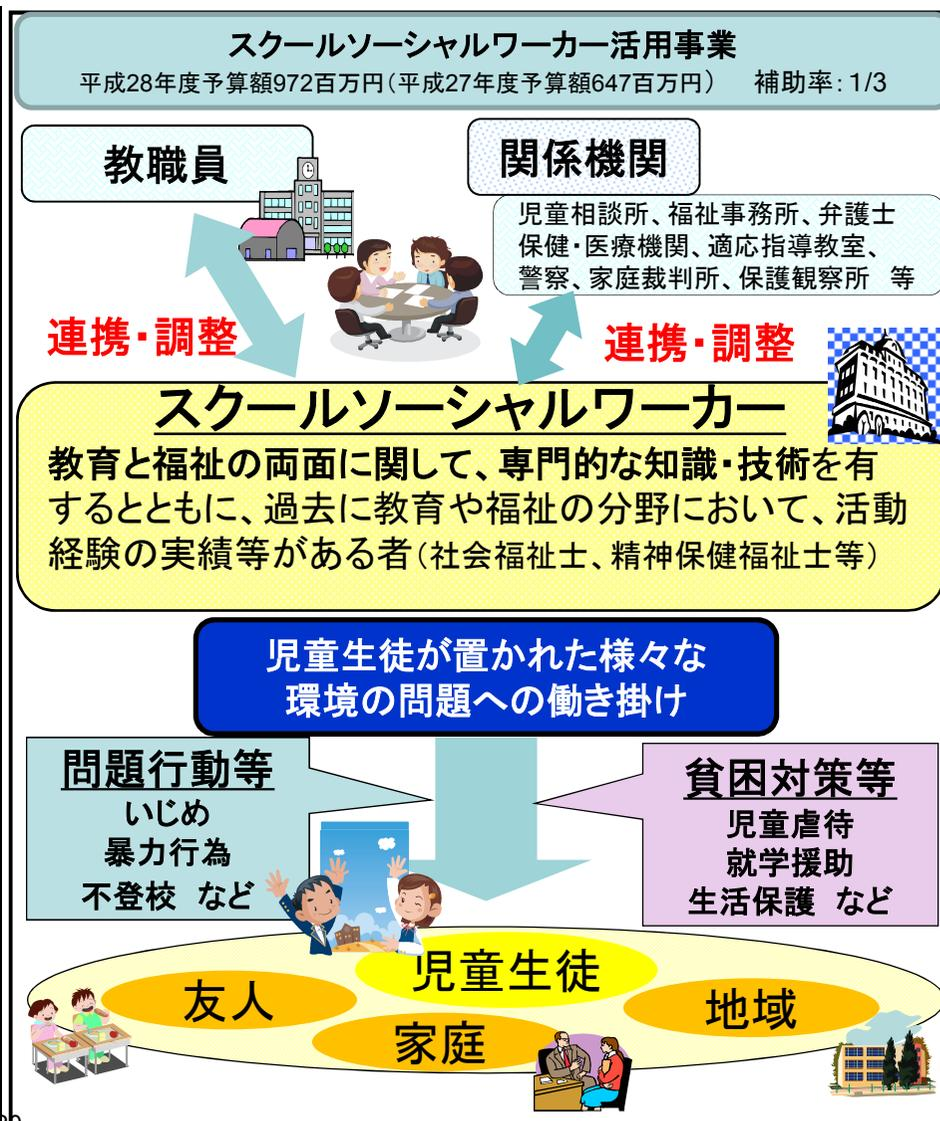 スクールソーシャルワーカー活用事業
平成28年度予算額972百万円(平成27年度予算額647百万円)　補助率:1/3
教職員
関係機関
児童相談所、福祉事務所、弁護士
保健・医療機関、適応指導教室、
警察、家庭裁判所、保護観察所　等
連携・調整
連携・調整
スクールソーシャルワーカー
教育と福祉の両面に関して、専門的な知識・技術を有
するとともに、過去に教育や福祉の分野において、活動
経験の実績等がある者(社会福祉士、精神保健福祉士等)
児童生徒が置かれた様々な
環境の問題への働き掛け
問題行動等
いじめ
暴力行為
不登校　など
貧困対策等
児童虐待
就学援助
生活保護　など
児童生徒
友人
地域
家庭